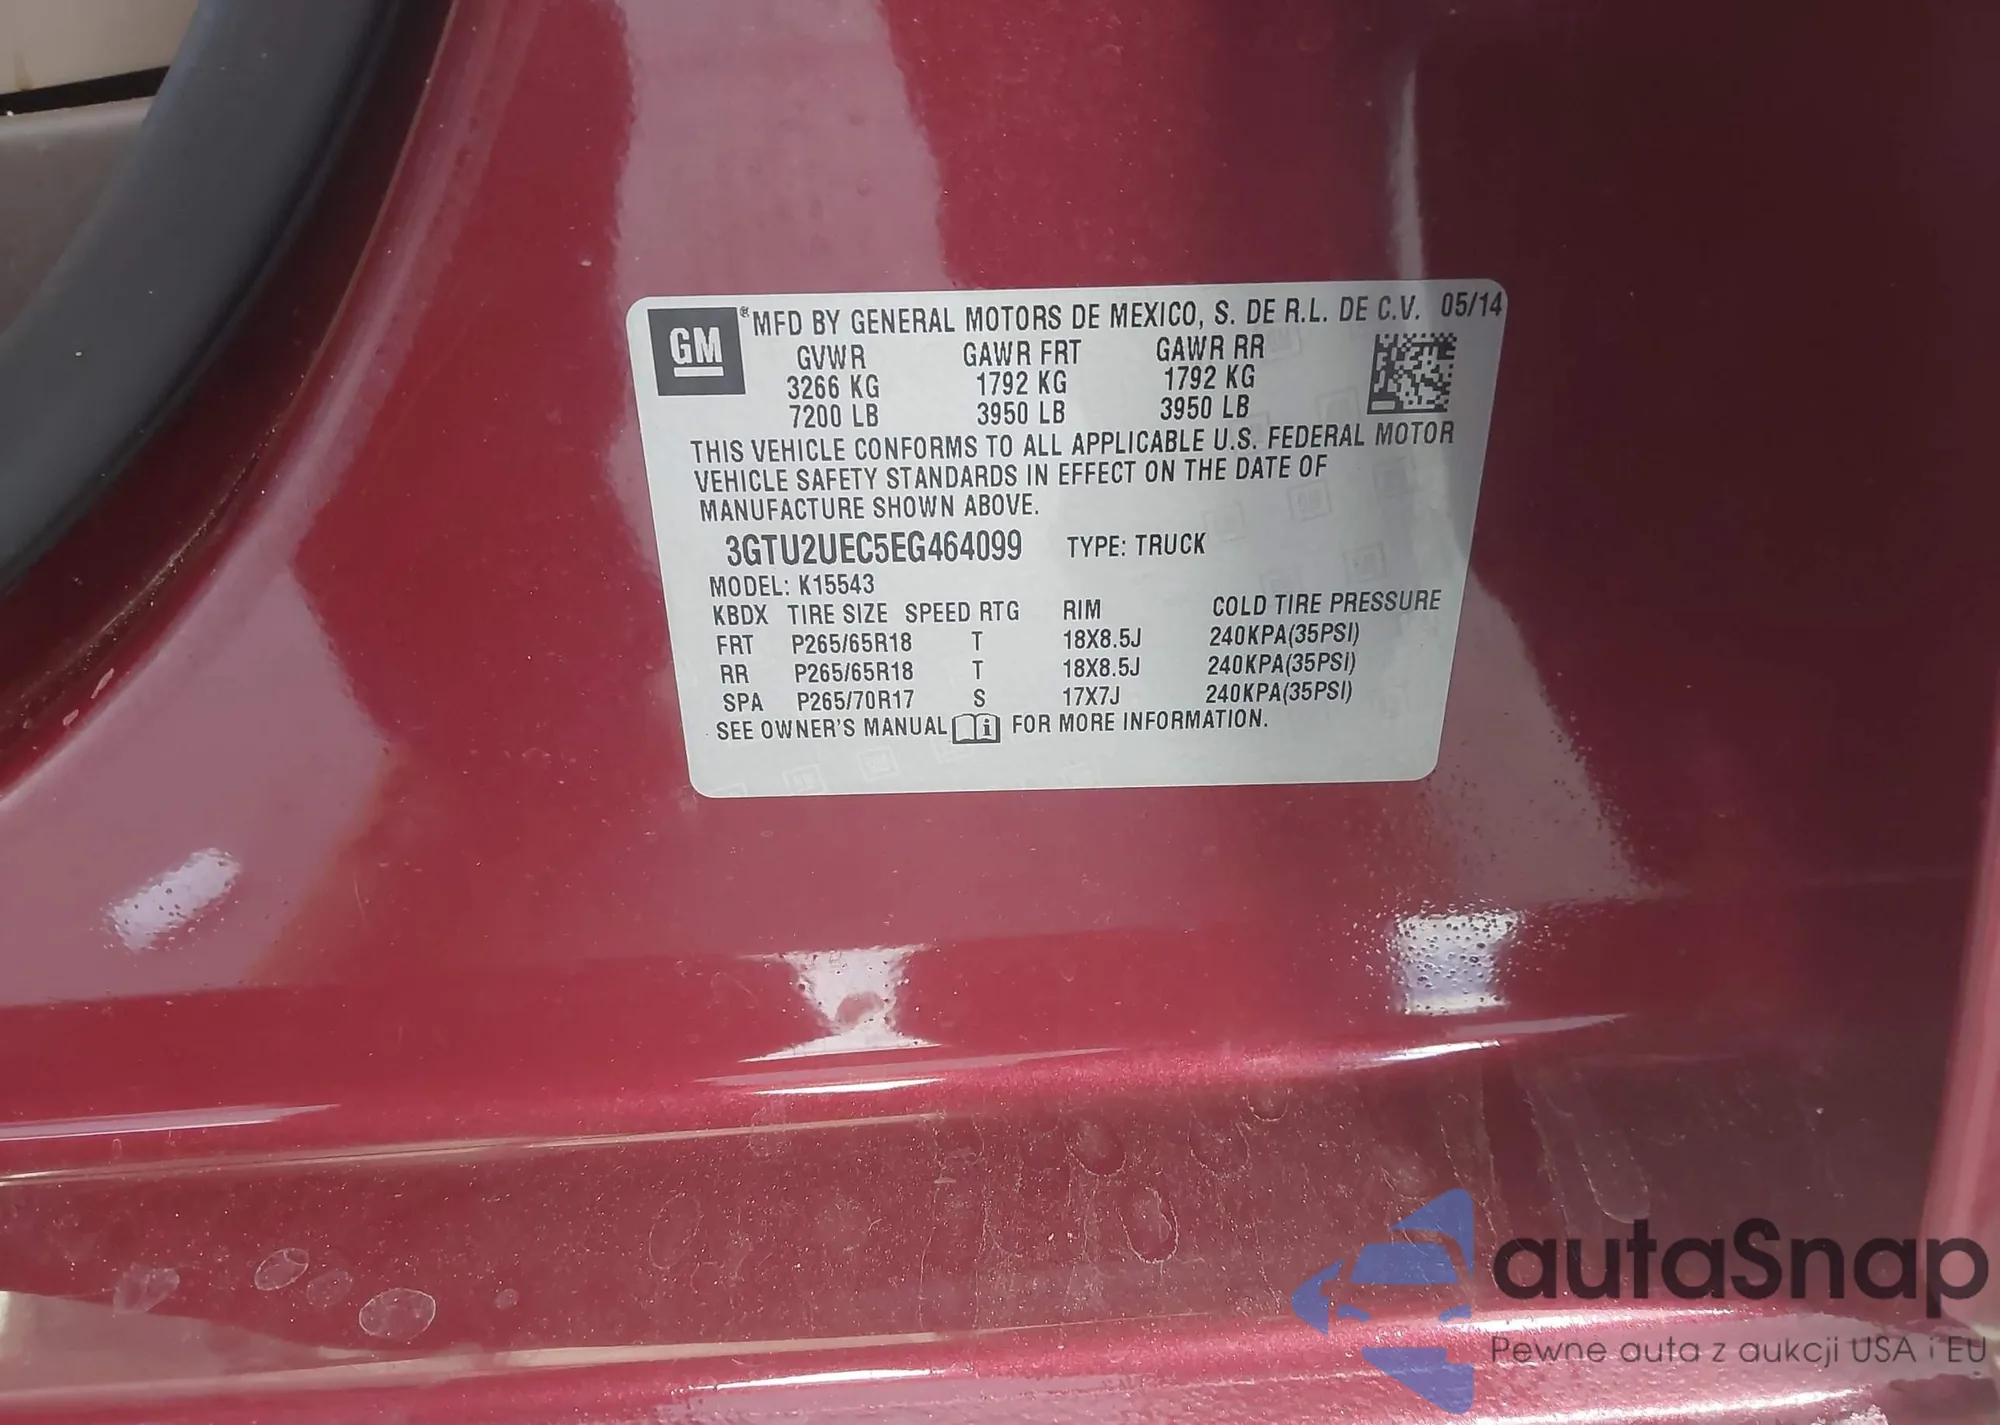 GM ® MFD BY GENERAL MOTORS DE MEXICO, S. DE R.L. DE C.V. 05/14
GVWR GAWR FRT GAWR RR
3266 KG 1792 KG 1792 KG
7200 LB 3950 LB 3950 LB
THIS VEHICLE CONFORMS TO ALL APPLICABLE U.S. FEDERAL MOTOR
VEHICLE SAFETY STANDARDS IN EFFECT ON THE DATE OF
MANUFACTURE SHOWN ABOVE.
3GTU2UEC5EG464099 TYPE: TRUCK
MODEL: K15543
KBDX TIRE SIZE SPEED RTG RIM COLD TIRE PRESSURE
FRT P265/65R18 T 18X8.5J 240KPA(35PSI)
RR P265/65R18 T 18X8.5J 240KPA(35PSI)
SPA P265/70R17 S 17X7J 240KPA(35PSI)
SEE OWNER'S MANUAL i FOR MORE INFORMATION.
autaSnap
Pewne auta z aukcji USA i EU